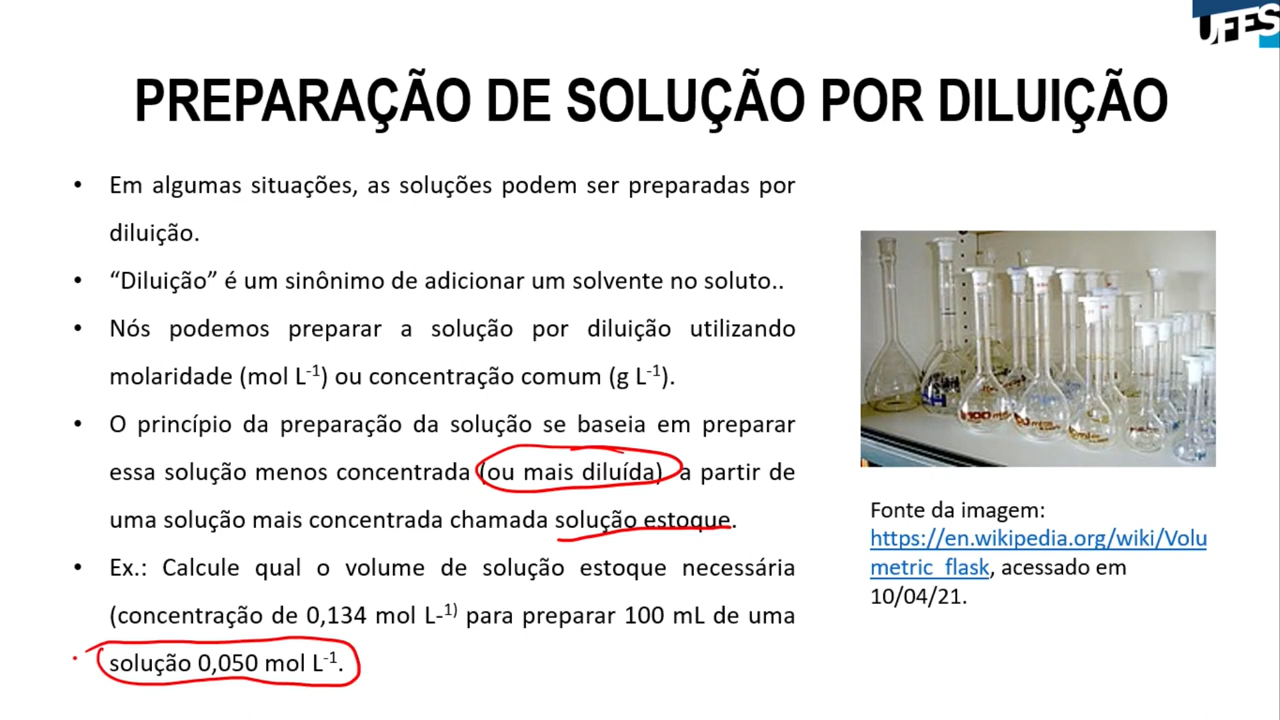 UFES
PREPARAÇÃO DE SOLUÇÃO POR DILUIÇÃO
• Em algumas situações, as soluções podem ser preparadas por
diluição.
• “Diluição” é um sinônimo de adicionar um solvente no soluto..
• Nós podemos preparar a solução por diluição utilizando
molaridade (mol L⁻¹) ou concentração comum (g L⁻¹).
• O princípio da preparação da solução se baseia em preparar
essa solução menos concentrada (ou mais diluída) a partir de
uma solução mais concentrada chamada solução estoque.
• Ex.: Calcule qual o volume de solução estoque necessária
(concentração de 0,134 mol L-¹⁾ para preparar 100 mL de uma
solução 0,050 mol L⁻¹.
100
Fonte da imagem:
https://en.wikipedia.org/wiki/Volu
metric_flask, acessado em
10/04/21.